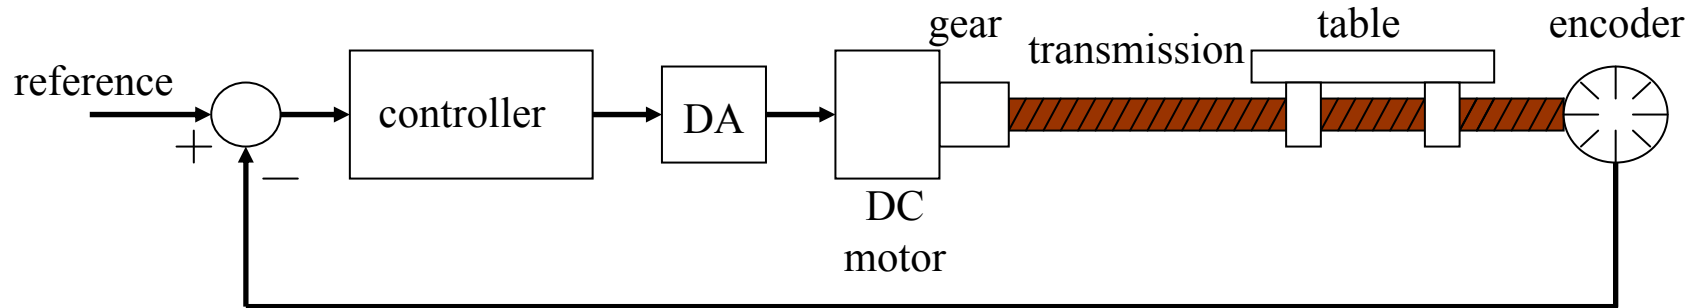 gear
table
encoder
transmission
reference
controller
DA
+
−
DC
motor